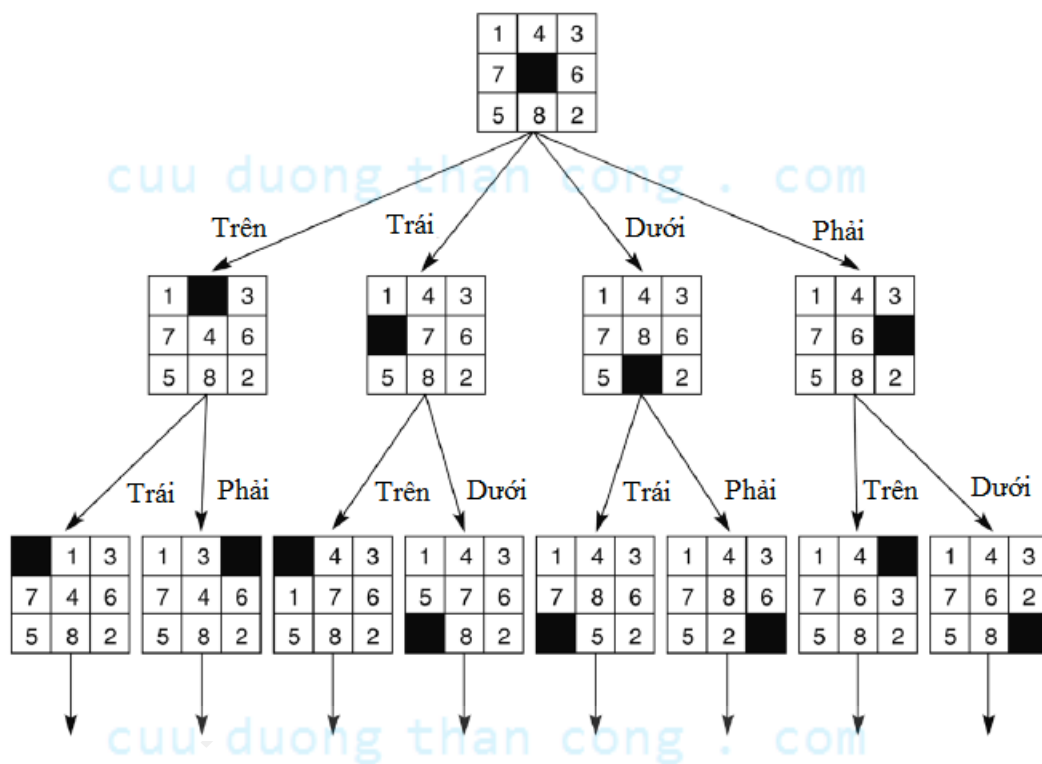 1 4 3
7 6
5 8 2
cuu duong than cong . com
Trên Trái Dưới Phải
1 3 1 4 3 1 4 3 1 4 3
7 4 6 7 6 7 8 6 7 6
5 8 2 5 8 2 5 2 5 8 2
Trái Phải Trên Dưới Trái Phải Trên Dưới
1 3 1 3 4 3 1 4 3 1 4 3 1 4 3 1 4 1 4 3
7 4 6 7 4 6 1 7 6 5 7 6 7 8 6 7 8 6 7 6 3 7 6 2
5 8 2 5 8 2 5 8 2 8 2 5 2 5 2 5 8 2 5 8
cuu duong than cong . com